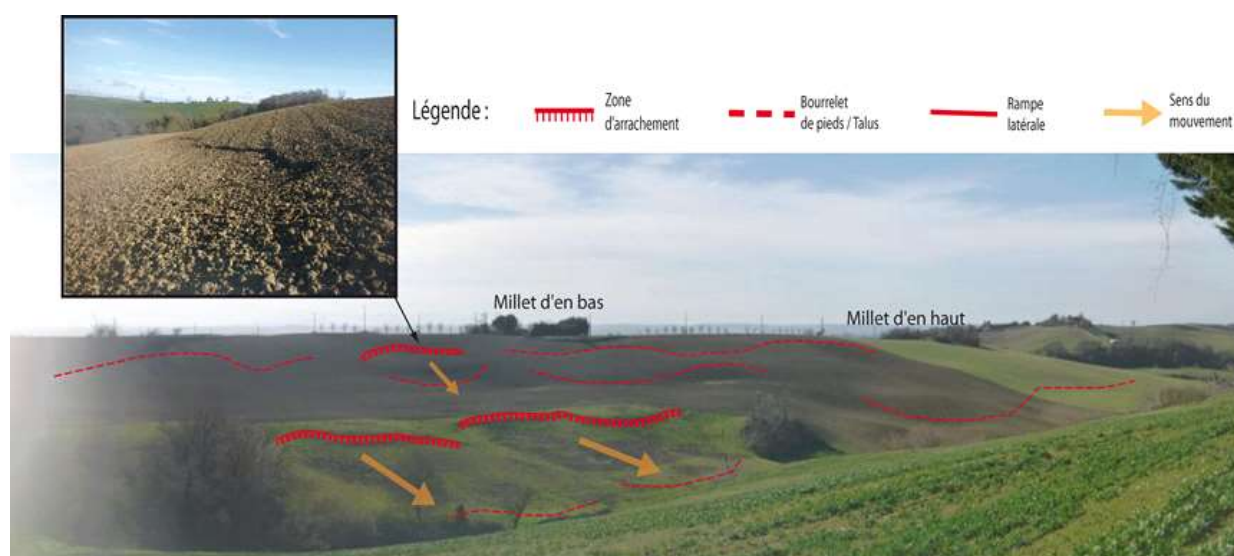 Légende :
Zone
d'arrachement
Bourrelet
de pieds / Talus
Rampe
latérale
Sens du
mouvement
Millet d'en bas
Millet d'en haut